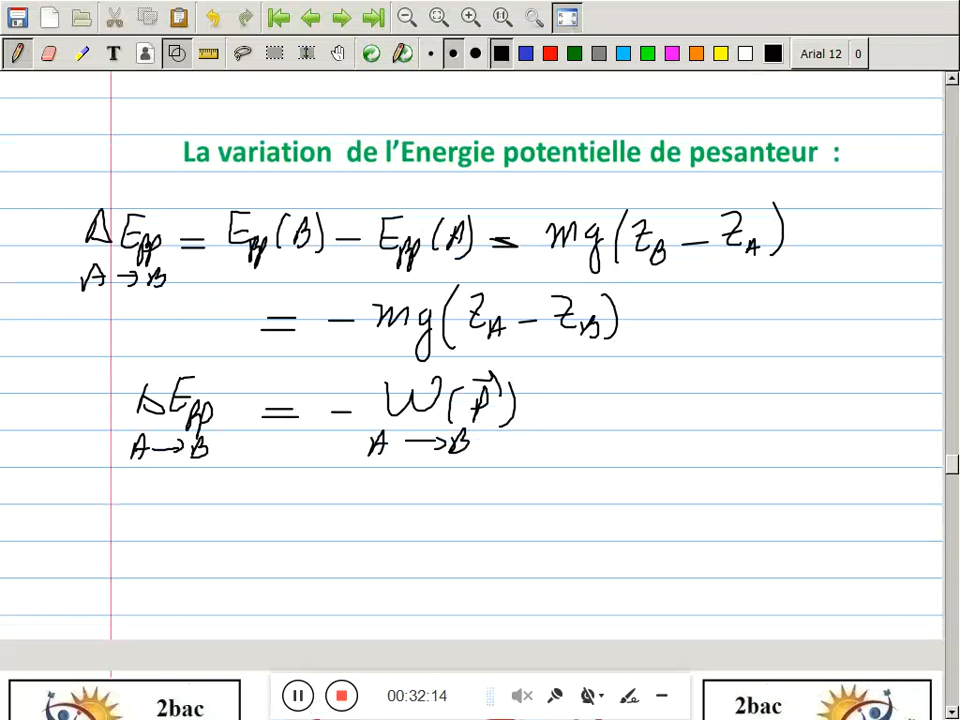 Arial 12 0
La variation de l'Energie potentielle de pesanteur :
ΔEpp = Epp(B) - Epp(A) = mg(ZB - ZA)
A→B
= - mg(ZA - ZB)
ΔEpp = - W(P⃗)
A→B A→B
00:32:14
2bac 2bac